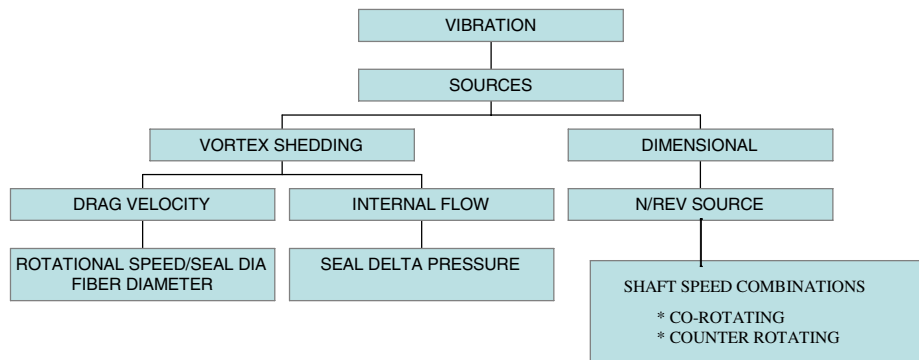 VIBRATION
SOURCES
VORTEX SHEDDING
DIMENSIONAL
DRAG VELOCITY
INTERNAL FLOW
N/REV SOURCE
ROTATIONAL SPEED/SEAL DIA
FIBER DIAMETER
SEAL DELTA PRESSURE
SHAFT SPEED COMBINATIONS
* CO-ROTATING
* COUNTER ROTATING